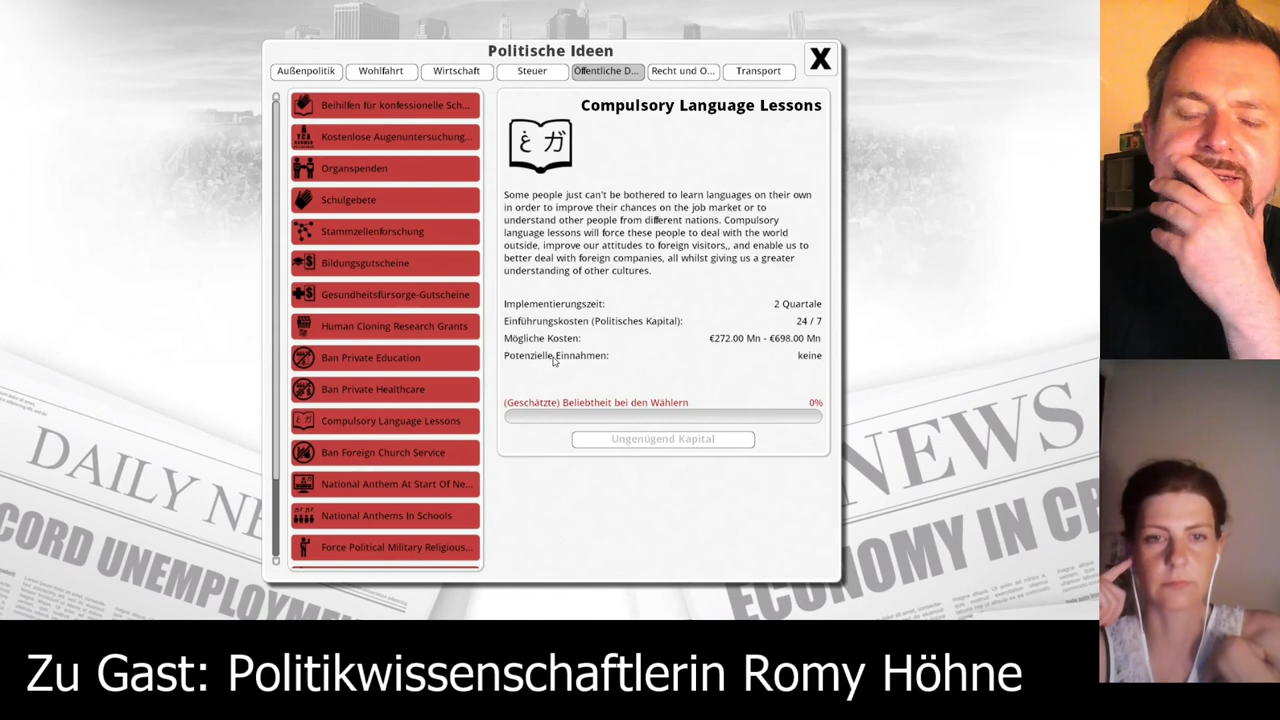 Politische Ideen
X
Außenpolitik
Wohlfahrt
Wirtschaft
Steuer
Öffentliche D...
Recht und O...
Transport
Beihilfen für konfessionelle Sch...
Kostenlose Augenuntersuchung...
Organspenden
Schulgebete
Stammzellenforschung
Bildungsgutscheine
Gesundheitsfürsorge-Gutscheine
Human Cloning Research Grants
Ban Private Education
Ban Private Healthcare
Compulsory Language Lessons
Ban Foreign Church Service
National Anthem At Start Of Ne...
National Anthems In Schools
Force Political Military Religious...
Compulsory Language Lessons
Some people just can't be bothered to learn languages on their own
in order to improve their chances on the job market or to
understand other people from different nations. Compulsory
language lessons will force these people to deal with the world
outside, improve our attitudes to foreign visitors,, and enable us to
better deal with foreign companies, all whilst giving us a greater
understanding of other cultures.
Implementierungszeit: 2 Quartale
Einführungskosten (Politisches Kapital): 24 / 7
Mögliche Kosten: €272.00 Mn - €698.00 Mn
Potenzielle Einnahmen: keine
(Geschätzte) Beliebtheit bei den Wählern 0%
Ungenügend Kapital
DAILY NE
CORD UNEMPLOYME
NEWS
ECONOMY IN CR
Zu Gast: Politikwissenschaftlerin Romy Höhne